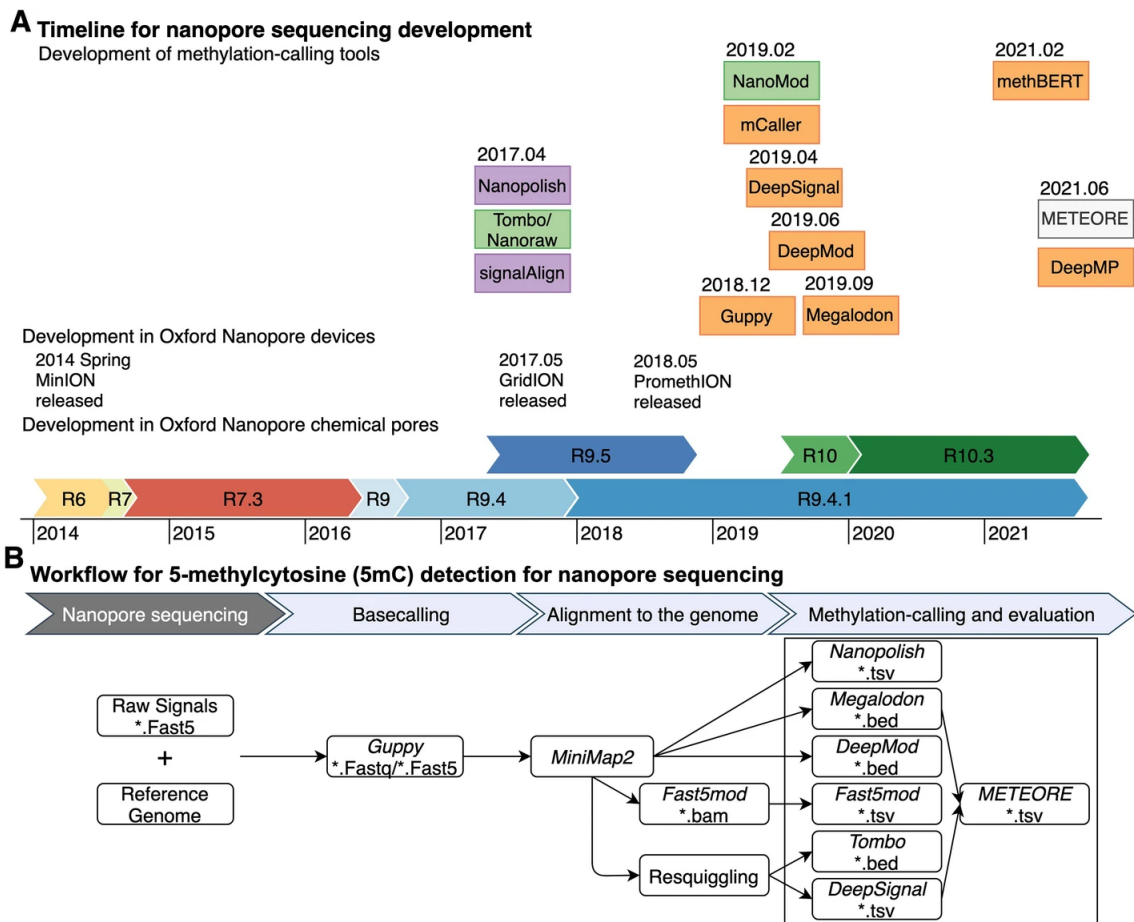 A Timeline for nanopore sequencing development
Development of methylation-calling tools
2019.02
NanoMod
mCaller
2021.02
methBERT
2017.04
Nanopolish
Tombo/
Nanoraw
signalAlign
2019.04
DeepSignal
2019.06
DeepMod
2018.12
Guppy
2019.09
Megalodon
2021.06
METEORE
DeepMP
Development in Oxford Nanopore devices
2014 Spring
MinION
released
2017.05
GridION
released
2018.05
PromethION
released
Development in Oxford Nanopore chemical pores
R9.5
R10
R10.3
R6
R7
R7.3
R9
R9.4
R9.4.1
2014
2015
2016
2017
2018
2019
2020
2021
B Workflow for 5-methylcytosine (5mC) detection for nanopore sequencing
Nanopore sequencing
Basecalling
Alignment to the genome
Methylation-calling and evaluation
Raw Signals
*.Fast5
+
Reference
Genome
Guppy
*.Fastq/*.Fast5
MiniMap2
Fast5mod
*.bam
Resquiggling
Nanopolish
*.tsv
Megalodon
*.bed
DeepMod
*.bed
Fast5mod
*.tsv
Tombo
*.bed
DeepSignal
*.tsv
METEORE
*.tsv